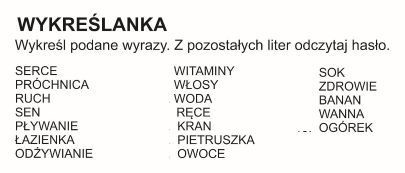 WYKREŚLANKA
Wykreśl podane wyrazy. Z pozostałych liter odczytaj hasło.
SERCE
PRÓCHNICA
RUCH
SEN
PŁYWANIE
ŁAZIENKA
ODŻYWIANIE
WITAMINY
WŁOSY
WODA
RĘCE
KRAN
PIETRUSZKA
OWOCE
SOK
ZDROWIE
BANAN
WANNA
OGÓREK